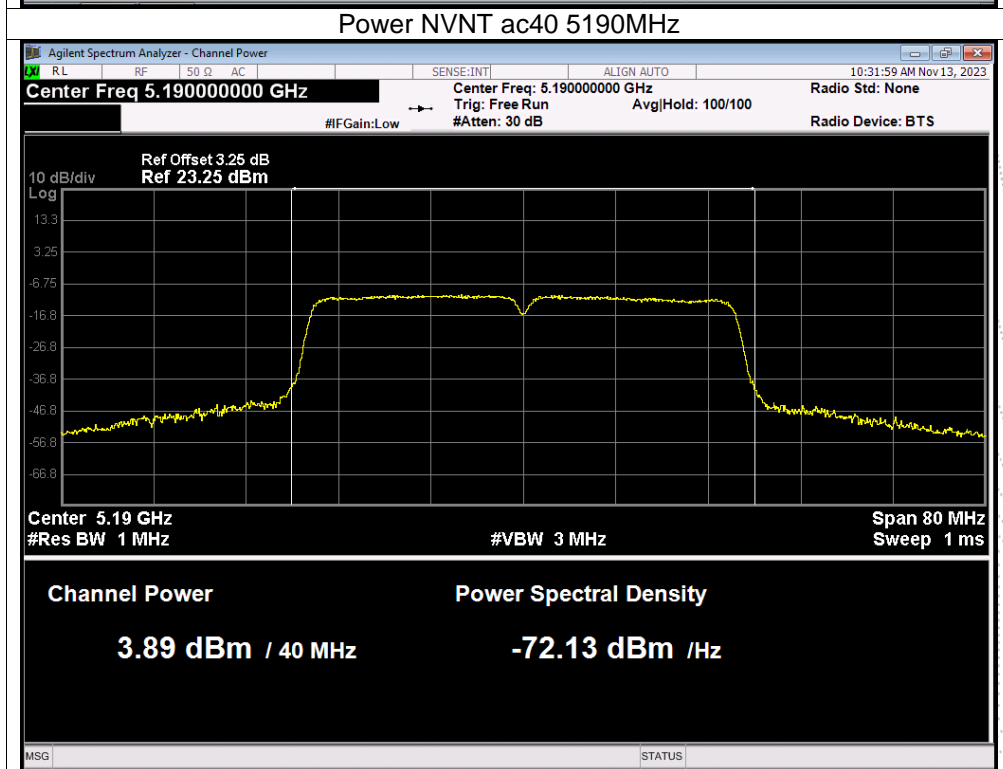 Power NVNT ac40 5190MHz
Agilent Spectrum Analyzer - Channel Power
LXI RL RF 50 Ω AC SENSE:INT ALIGN AUTO 10:31:59 AM Nov 13, 2023
Center Freq 5.190000000 GHz Center Freq: 5.190000000 GHz Radio Std: None
Trig: Free Run Avg|Hold: 100/100
#IFGain:Low #Atten: 30 dB Radio Device: BTS
Ref Offset 3.25 dB
10 dB/div Ref 23.25 dBm
Log
13.3
3.25
-6.75
-16.8
-26.8
-36.8
-46.8
-56.8
-66.8
Center 5.19 GHz Span 80 MHz
#Res BW 1 MHz #VBW 3 MHz Sweep 1 ms
Channel Power Power Spectral Density
3.89 dBm / 40 MHz -72.13 dBm /Hz
MSG STATUS